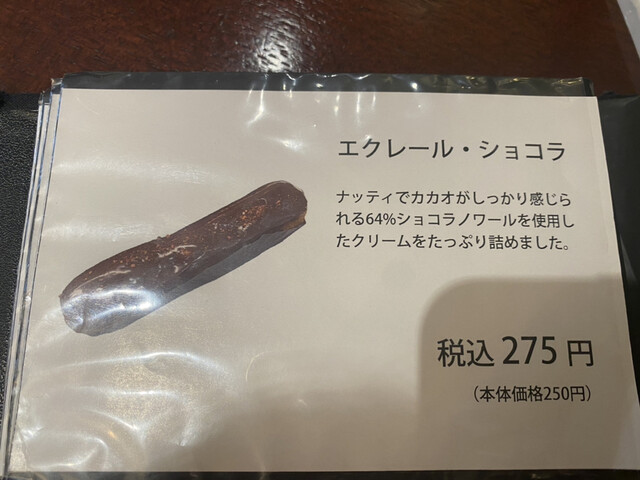 エクレール・ショコラ
ナッティでカカオがしっかり感じら
れる64%ショコラノワールを使用し
たクリームをたっぷり詰めました。
税込 275 円
（本体価格250円）